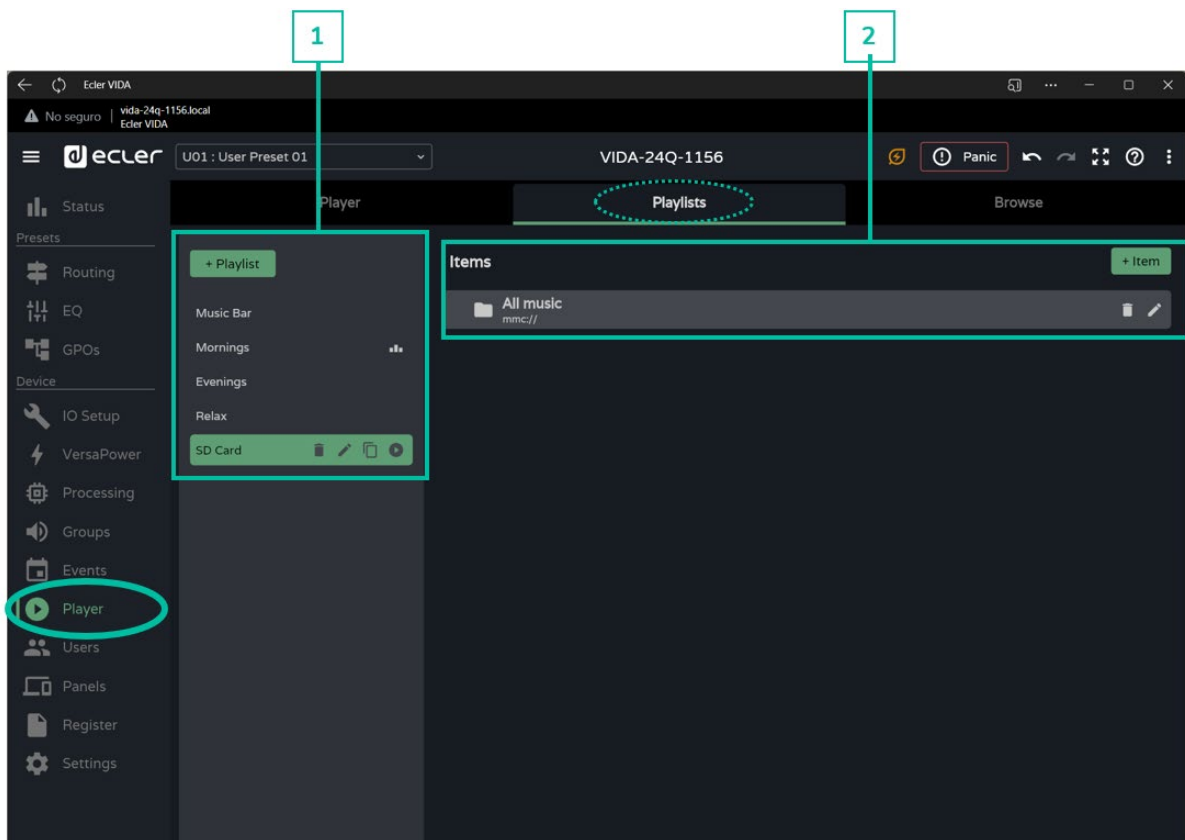 1
2
Ecler VIDA
No seguro
vida-24q-1156.local
Ecler VIDA
ecler
U01 : User Preset 01
VIDA-24Q-1156
Panic
Status
Presets
Routing
EQ
GPOs
Device
IO Setup
VersaPower
Processing
Groups
Events
Player
Users
Panels
Register
Settings
Player
Playlists
Browse
+ Playlist
Music Bar
Mornings
Evenings
Relax
SD Card
Items
+ Item
All music
mmc://